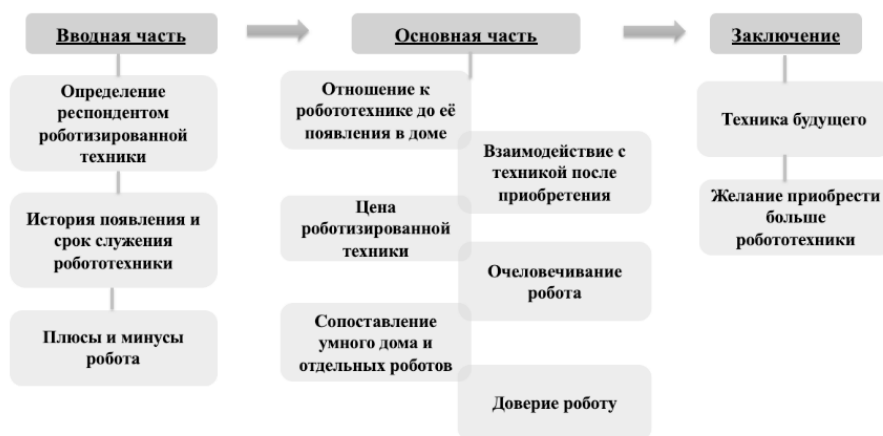 Вводная часть
Определение
респондентом
роботизированной
техники
История появления и
срок служения
робототехники
Плюсы и минусы
робота
Основная часть
Отношение к
робототехнике до её
появления в доме
Взаимодействие с
техникой после
приобретения
Цена
роботизированной
техники
Очеловечивание
робота
Сопоставление
умного дома и
отдельных роботов
Доверие роботу
Заключение
Техника будущего
Желание приобрести
больше
робототехники